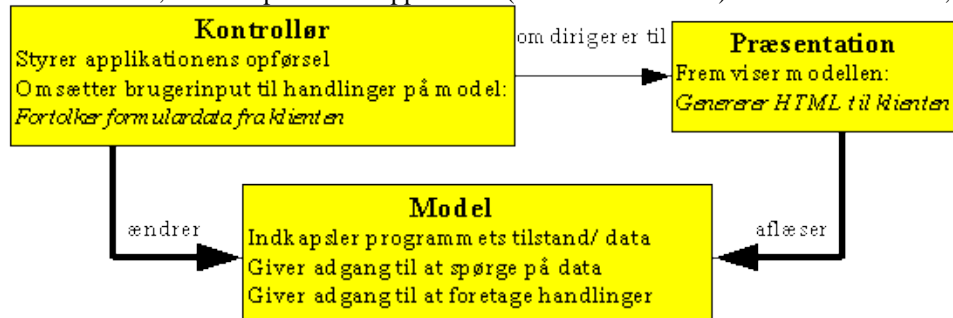 Kontrollør
Styrer applikationens opførsel
Omsætter brugerinput til handlinger på model:
Fortolker formulardata fra klienten
omdirigerer til
Præsentation
Fremviser modellen:
Genererer HTML til klienten
ændrer
aflæser
Model
Indkapsler programmets tilstand/ data
Giver adgang til at spørge på data
Giver adgang til at foretage handlinger